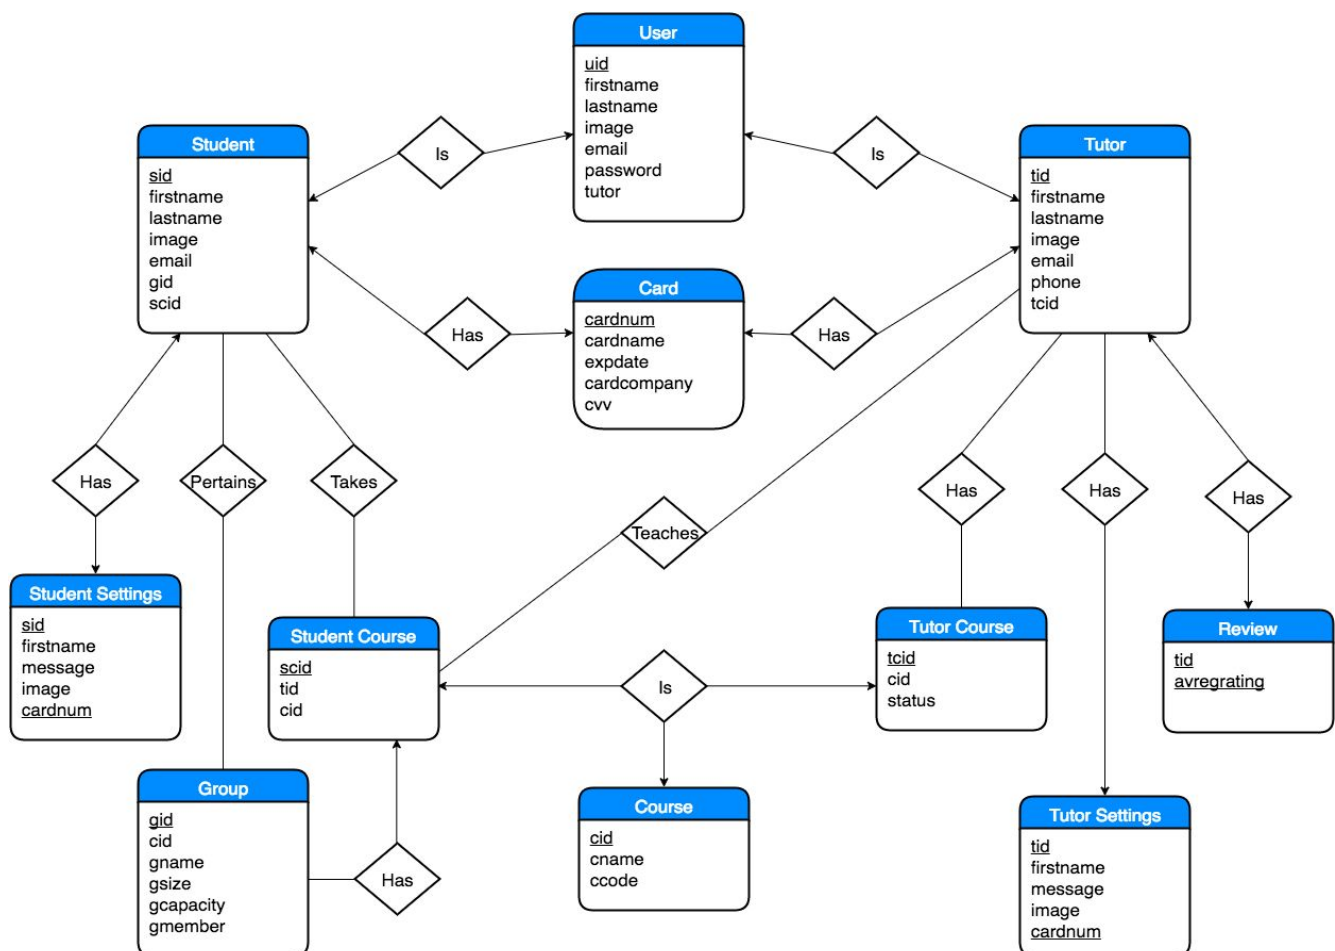 User
uid
firstname
lastname
image
email
password
tutor
Student
sid
firstname
lastname
image
email
gid
scid
Is
Is
Tutor
tid
firstname
lastname
image
email
phone
tcid
Card
cardnum
cardname
expdate
cardcompany
cvv
Has
Has
Has
Pertains
Takes
Teaches
Has
Has
Has
Student Settings
sid
firstname
message
image
cardnum
Student Course
scid
tid
cid
Is
Tutor Course
tcid
cid
status
Review
tid
avregrating
Group
gid
cid
gname
gsize
gcapacity
gmember
Has
Course
cid
cname
ccode
Tutor Settings
tid
firstname
message
image
cardnum